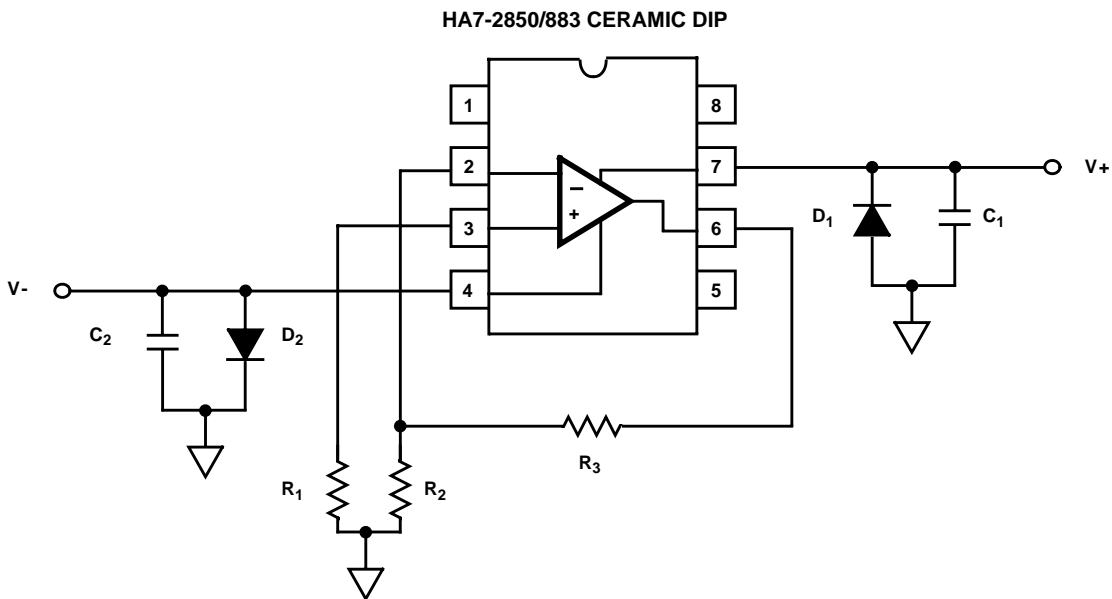 HA7-2850/883 CERAMIC DIP
1
8
2
7
V+
−
+
D1
C1
3
6
V-
4
5
C2
D2
R3
R1
R2